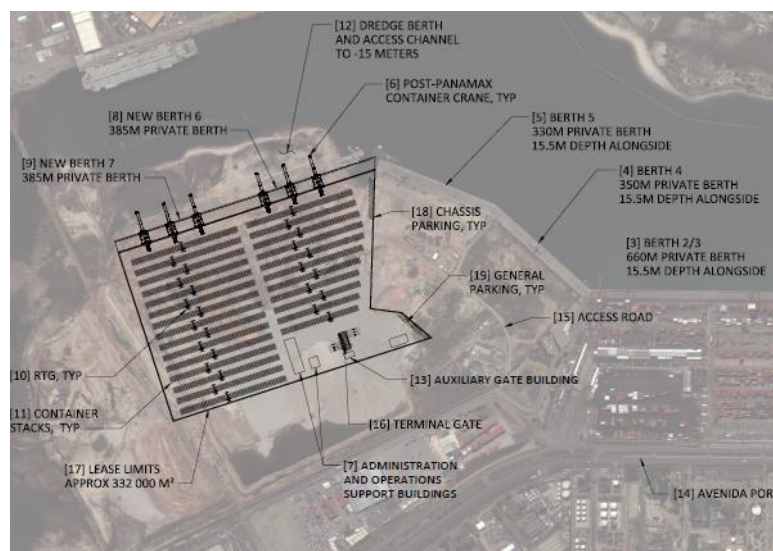 [12] DREDGE BERTH
AND ACCESS CHANNEL
TO -15 METERS
[6] POST-PANAMAX
CONTAINER CRANE, TYP
[8] NEW BERTH 6
385M PRIVATE BERTH
[5] BERTH 5
330M PRIVATE BERTH
15.5M DEPTH ALONGSIDE
[9] NEW BERTH 7
385M PRIVATE BERTH
[4] BERTH 4
350M PRIVATE BERTH
15.5M DEPTH ALONGSIDE
[18] CHASSIS
PARKING, TYP
[3] BERTH 2/3
660M PRIVATE BERTH
15.5M DEPTH ALONGSIDE
[19] GENERAL
PARKING, TYP
[15] ACCESS ROAD
[10] RTG, TYP
[13] AUXILIARY GATE BUILDING
[11] CONTAINER
STACKS, TYP
[16] TERMINAL GATE
[17] LEASE LIMITS
APPROX 332 000 M²
[7] ADMINISTRATION
AND OPERATIONS
SUPPORT BUILDINGS
[14] AVENIDA POR